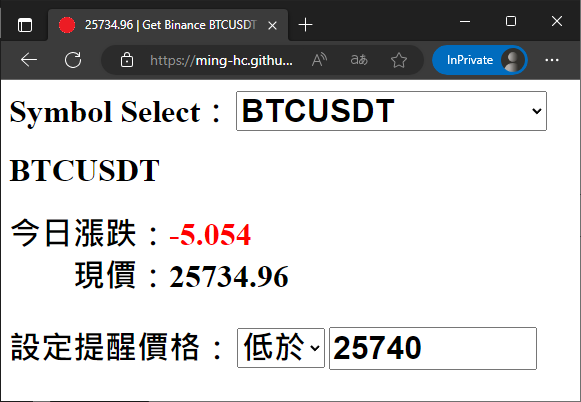 25734.96 | Get Binance BTCUSDT
https://ming-hc.githu...
InPrivate
Symbol Select：BTCUSDT
BTCUSDT
今日漲跌：-5.054
現價：25734.96
設定提醒價格：低於 25740